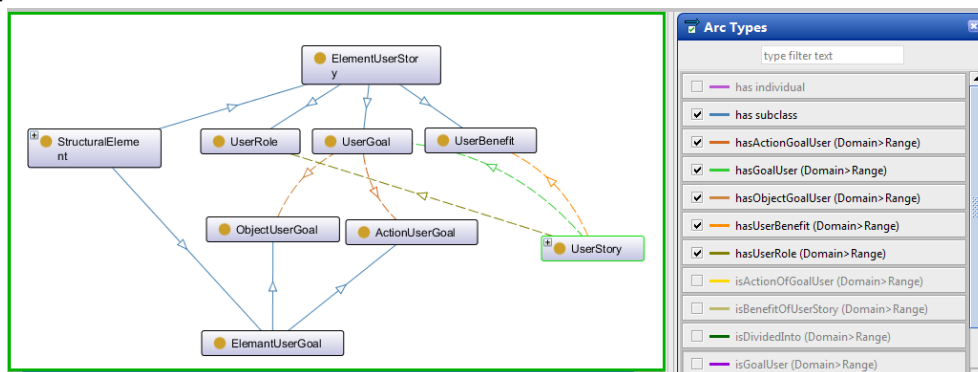 Arc Types
type filter text
has individual
has subclass
hasActionGoalUser (Domain>Range)
hasGoalUser (Domain>Range)
hasObjectGoalUser (Domain>Range)
hasUserBenefit (Domain>Range)
hasUserRole (Domain>Range)
isActionOfGoalUser (Domain>Range)
isBenefitOfUserStory (Domain>Range)
isDividedInto (Domain>Range)
isGoalUser (Domain>Range)
ElementUserStor
y
StructuralEleme
nt
UserRole
UserGoal
UserBenefit
ObjectUserGoal
ActionUserGoal
UserStory
ElemantUserGoal